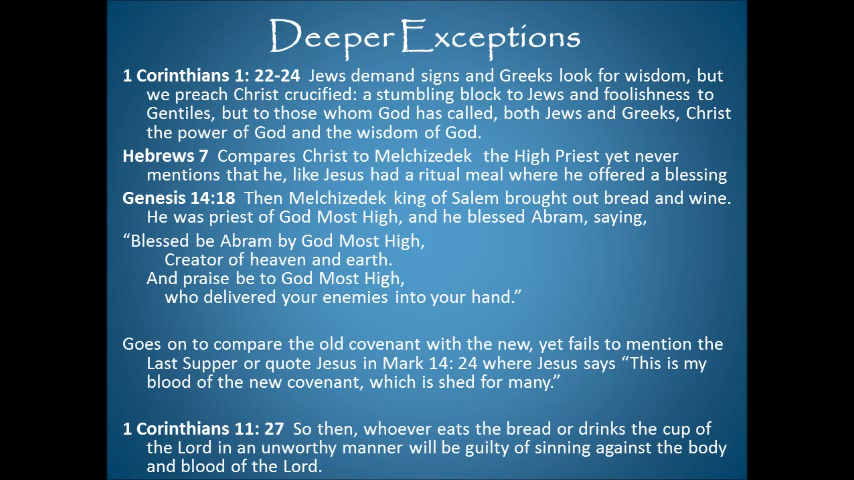 Deeper Exceptions
1 Corinthians 1: 22-24 Jews demand signs and Greeks look for wisdom, but
we preach Christ crucified: a stumbling block to Jews and foolishness to
Gentiles, but to those whom God has called, both Jews and Greeks, Christ
the power of God and the wisdom of God.
Hebrews 7 Compares Christ to Melchizedek the High Priest yet never
mentions that he, like Jesus had a ritual meal where he offered a blessing
Genesis 14:18 Then Melchizedek king of Salem brought out bread and wine.
He was priest of God Most High, and he blessed Abram, saying,
“Blessed be Abram by God Most High,
Creator of heaven and earth.
And praise be to God Most High,
who delivered your enemies into your hand.”
Goes on to compare the old covenant with the new, yet fails to mention the
Last Supper or quote Jesus in Mark 14: 24 where Jesus says “This is my
blood of the new covenant, which is shed for many.”
1 Corinthians 11: 27 So then, whoever eats the bread or drinks the cup of
the Lord in an unworthy manner will be guilty of sinning against the body
and blood of the Lord.